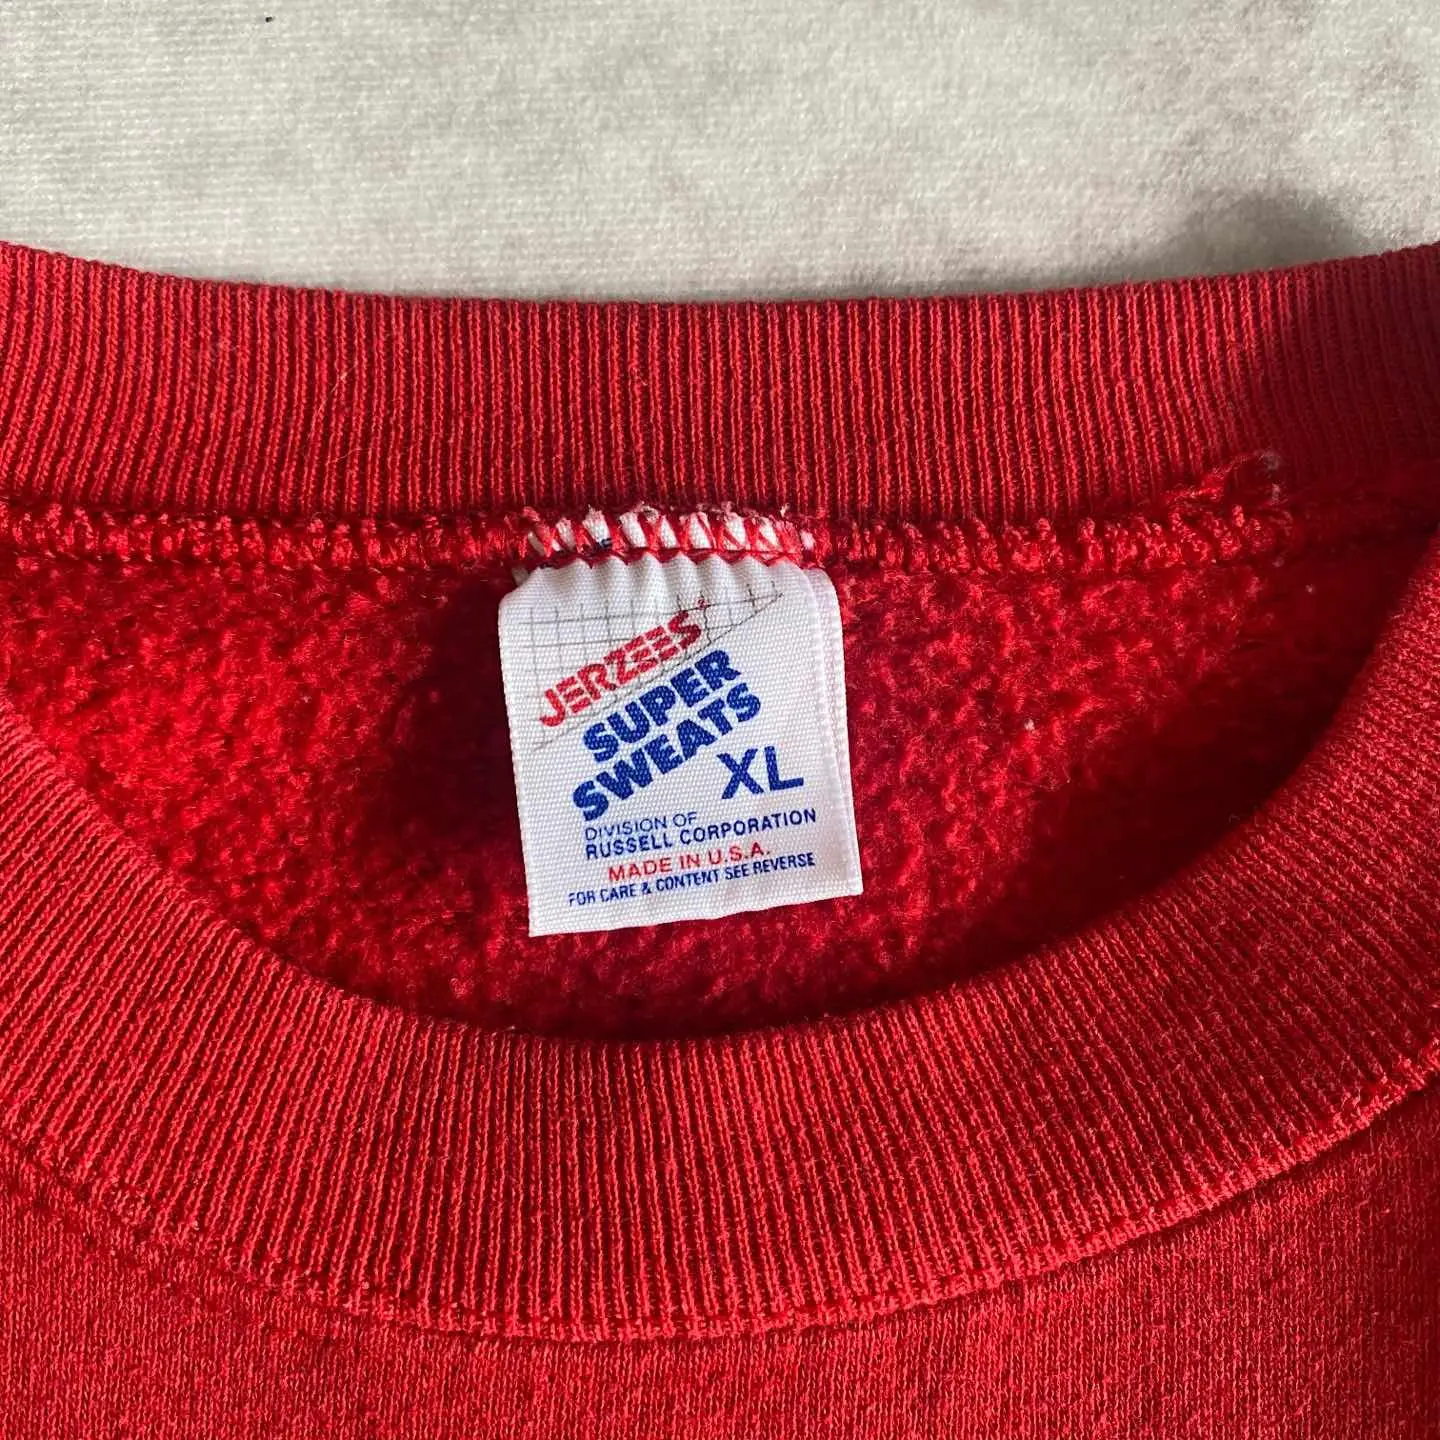 JERZEES
SUPER
SWEATS
XL
DIVISION OF
RUSSELL CORPORATION
MADE IN U.S.A.
FOR CARE & CONTENT SEE REVERSE